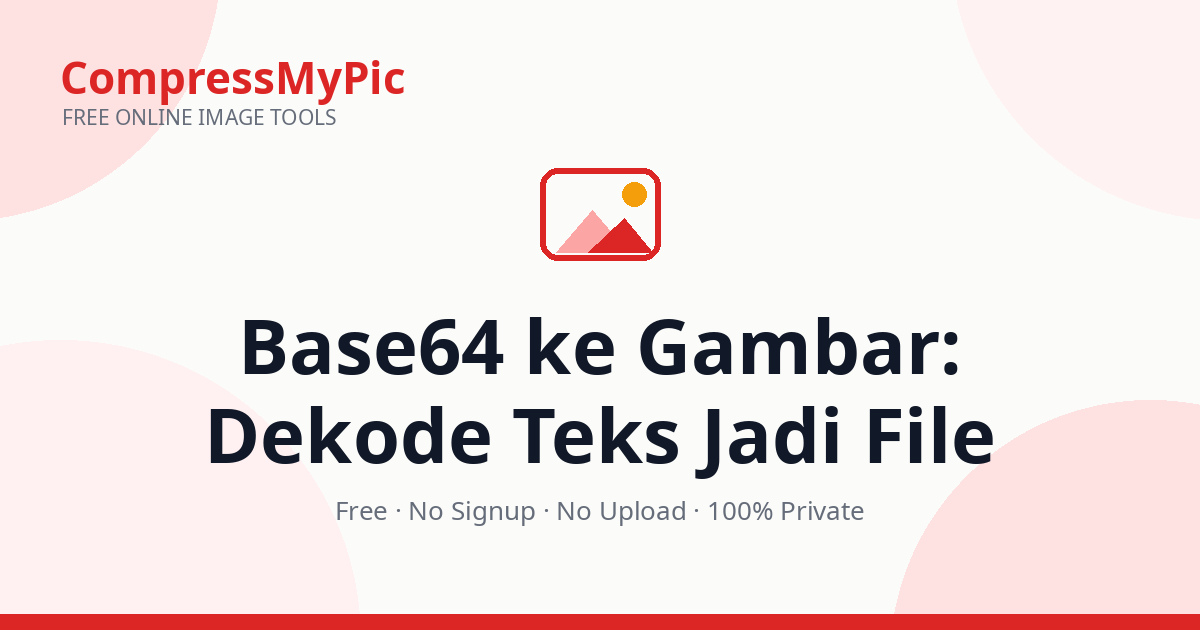 CompressMyPic
FREE ONLINE IMAGE TOOLS
Base64 ke Gambar:
Dekode Teks Jadi File
Free · No Signup · No Upload · 100% Private